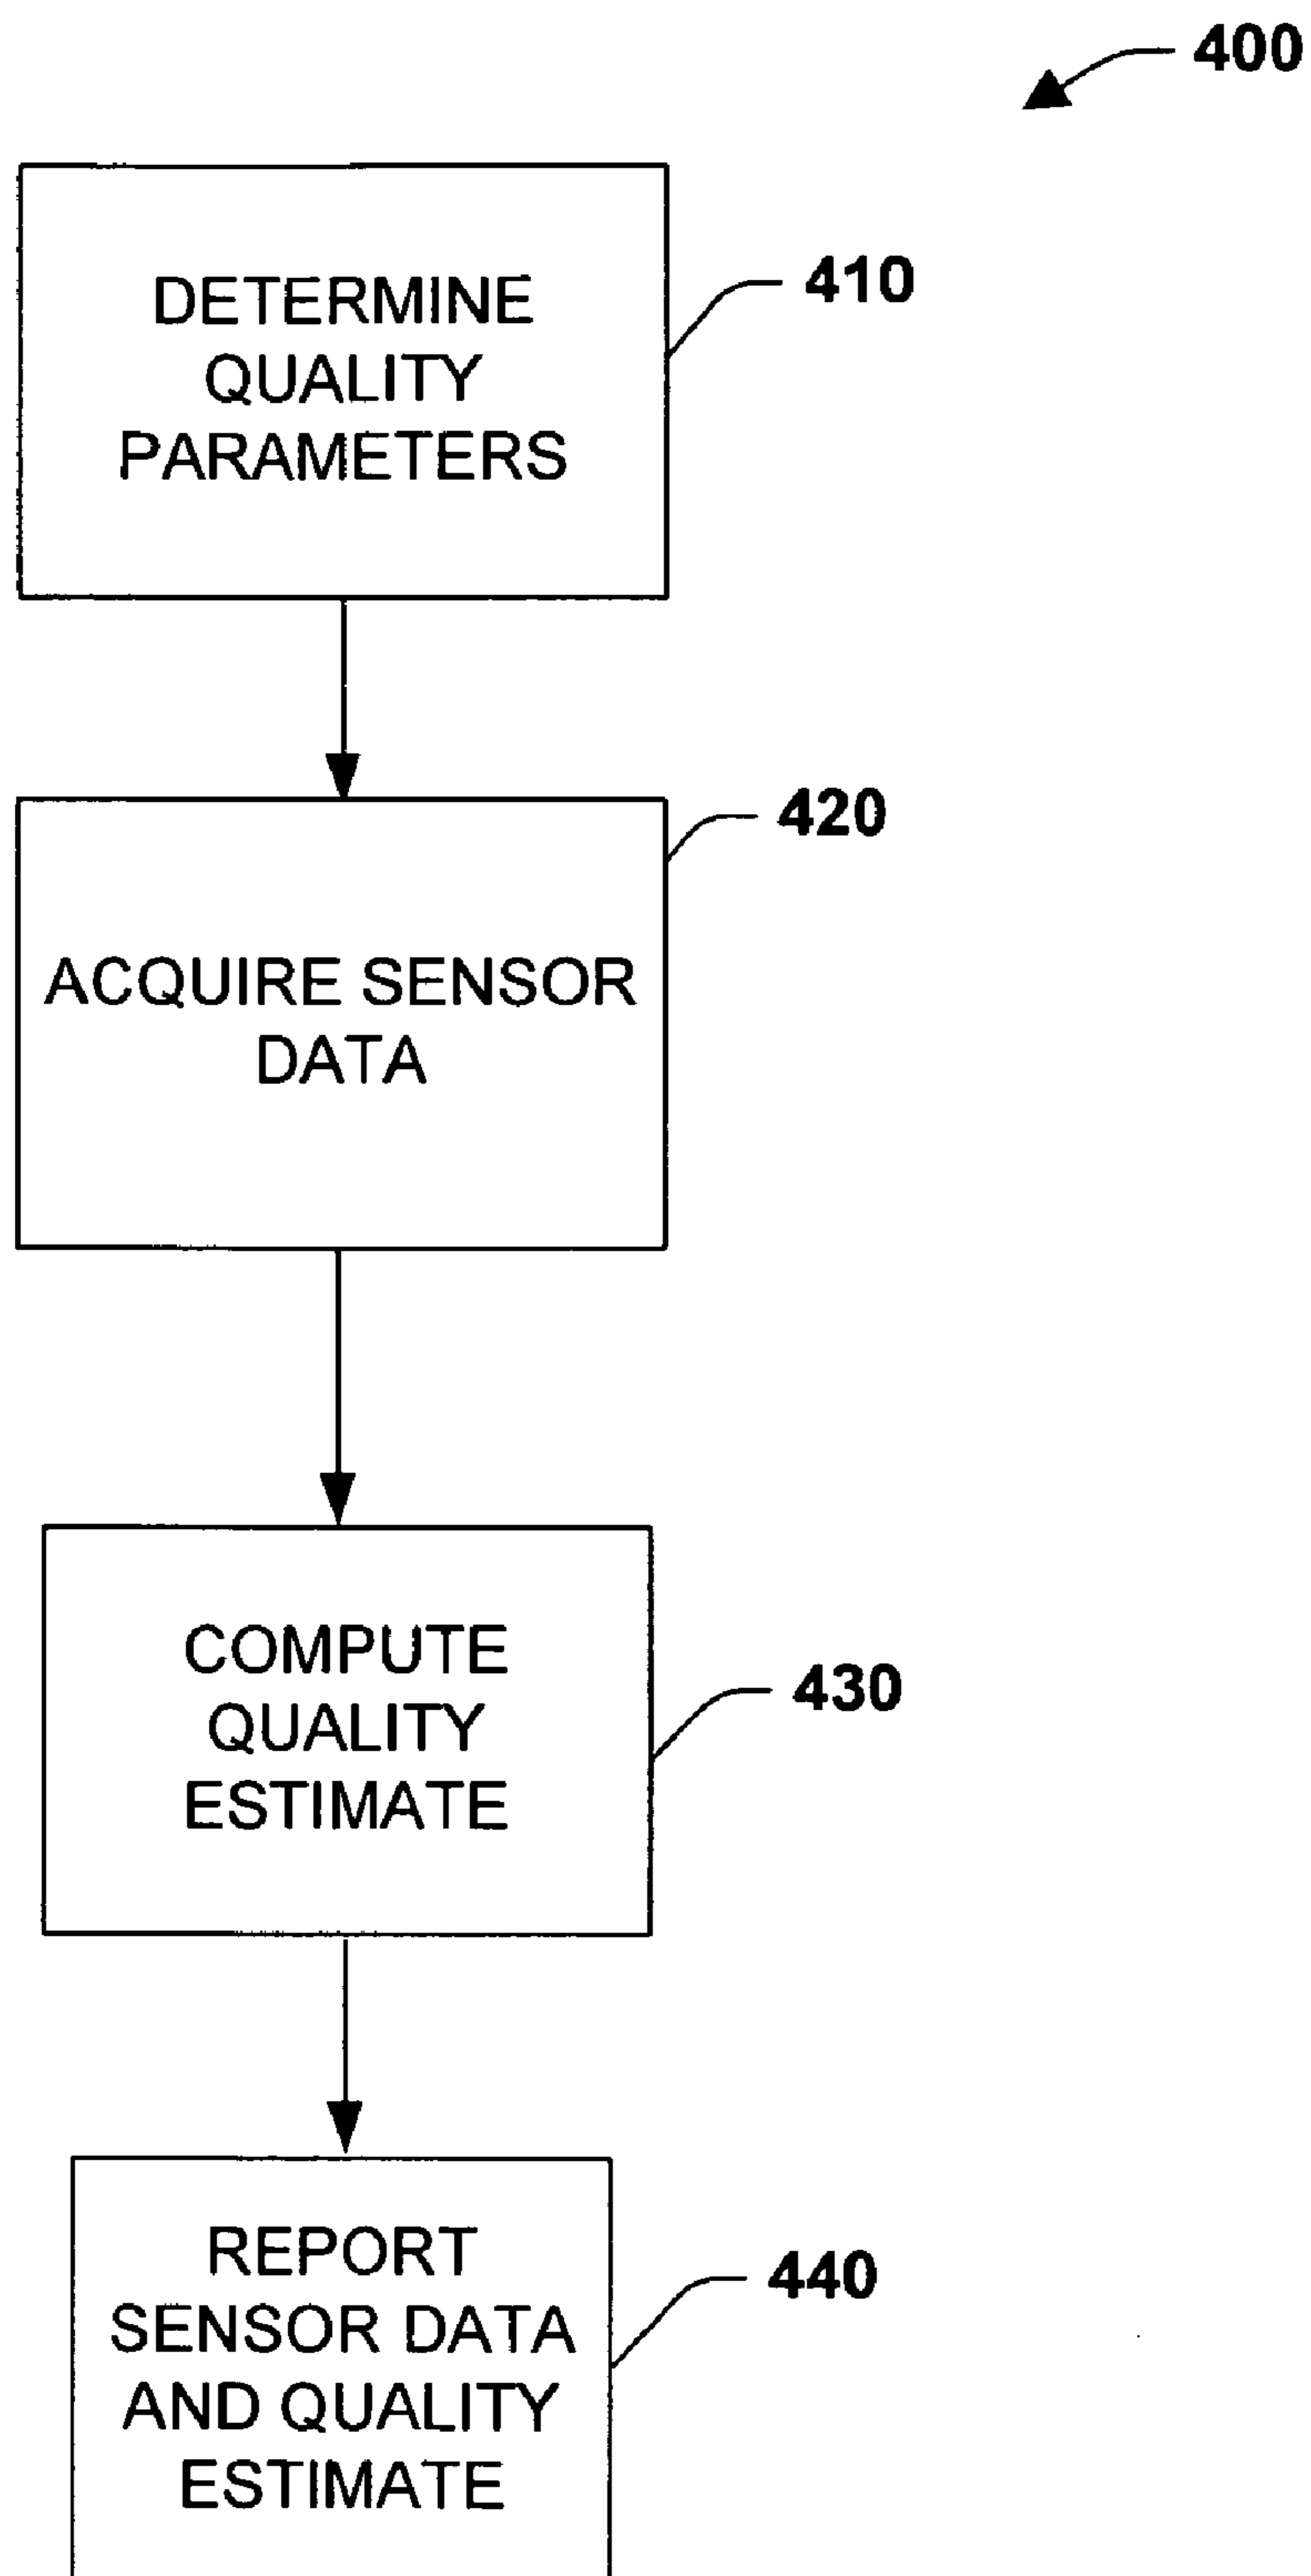 400
DETERMINE
QUALITY
PARAMETERS
410
ACQUIRE SENSOR
DATA
420
COMPUTE
QUALITY
ESTIMATE
430
REPORT
SENSOR DATA
AND QUALITY
ESTIMATE
440